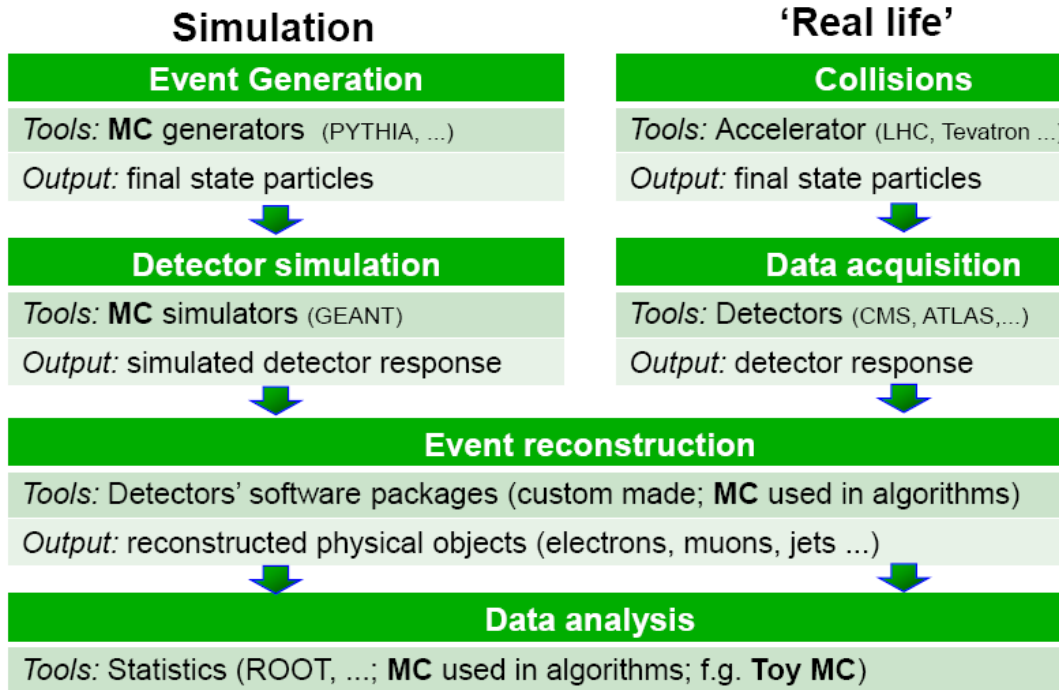 Simulation
‘Real life’
Event Generation
Tools: MC generators (PYTHIA, ...)
Output: final state particles
Collisions
Tools: Accelerator (LHC, Tevatron ...;
Output: final state particles
Detector simulation
Tools: MC simulators (GEANT)
Output: simulated detector response
Data acquisition
Tools: Detectors (CMS, ATLAS,...)
Output: detector response
Event reconstruction
Tools: Detectors’ software packages (custom made; MC used in algorithms)
Output: reconstructed physical objects (electrons, muons, jets ...)
Data analysis
Tools: Statistics (ROOT, ...; MC used in algorithms; f.g. Toy MC)